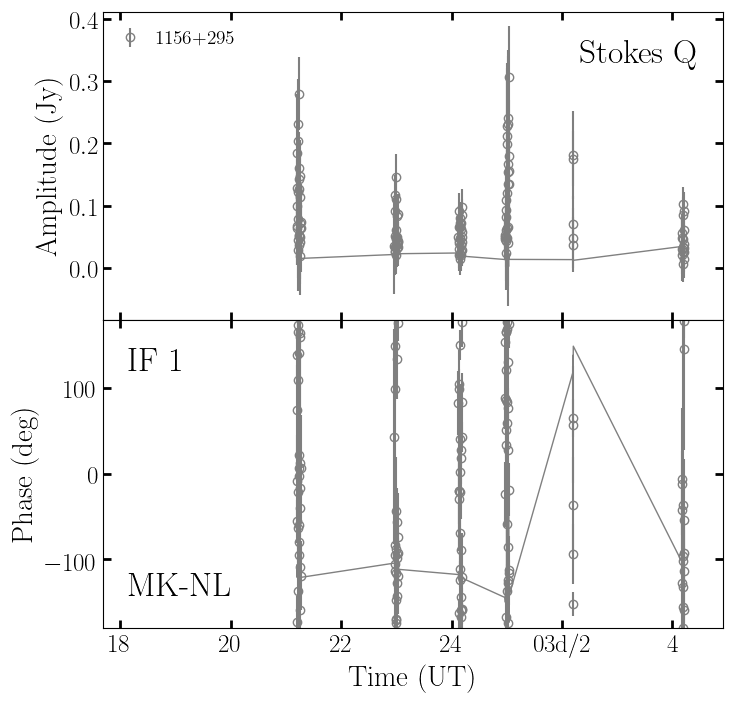 0.4
1156+295
Stokes Q
0.3
0.2
0.1
0.0
Amplitude (Jy)
IF 1
100
0
−100
Phase (deg)
MK-NL
18 20 22 24 03d/2 4
Time (UT)